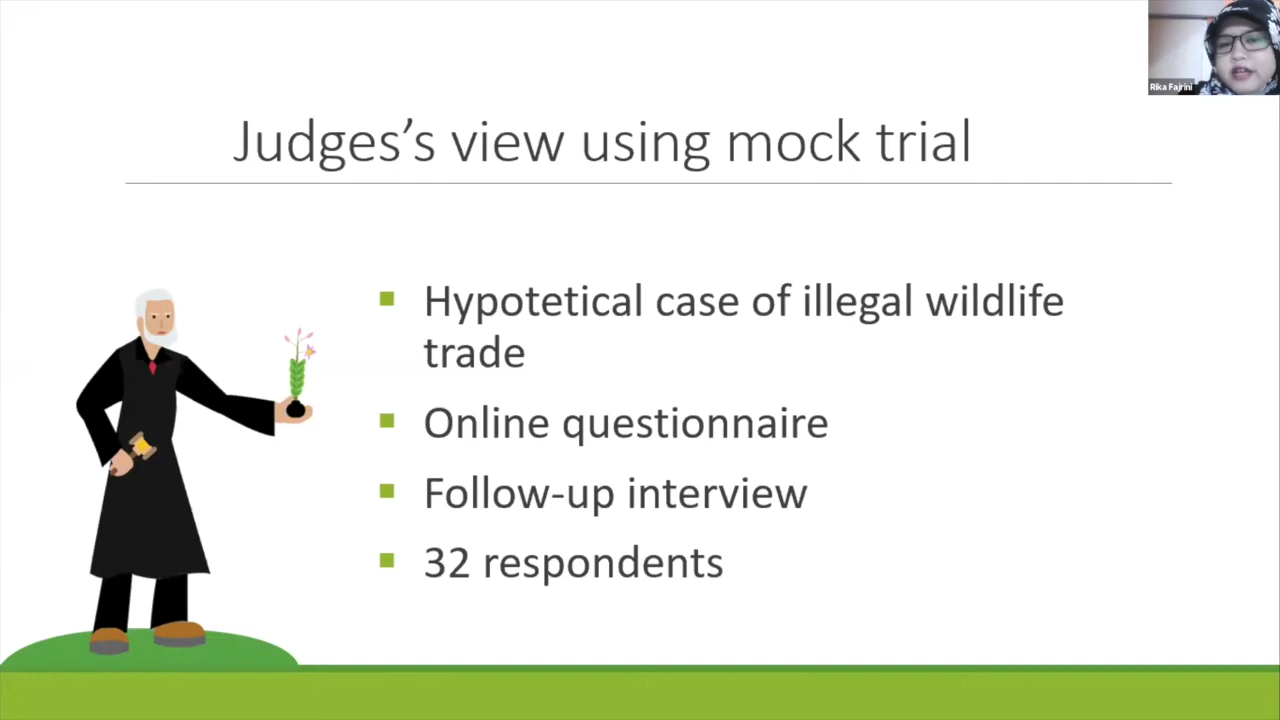 Rika Fajrini
Judges’s view using mock trial
Hypotetical case of illegal wildlife
trade
Online questionnaire
Follow-up interview
32 respondents